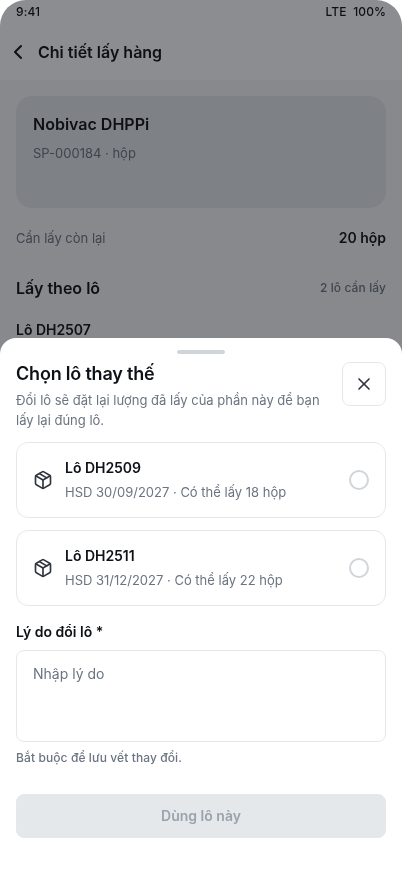 9:41
LTE 100%
Chi tiết lấy hàng
Nobivac DHPPi
SP-000184 · hộp
Cần lấy còn lại
20 hộp
Lấy theo lô
2 lô cần lấy
Lô DH2507
Chọn lô thay thế
Đổi lô sẽ đặt lại lượng đã lấy của phần này để bạn
lấy lại đúng lô.
Lô DH2509
HSD 30/09/2027 · Có thể lấy 18 hộp
Lô DH2511
HSD 31/12/2027 · Có thể lấy 22 hộp
Lý do đổi lô *
Nhập lý do
Bắt buộc để lưu vết thay đổi.
Dùng lô này